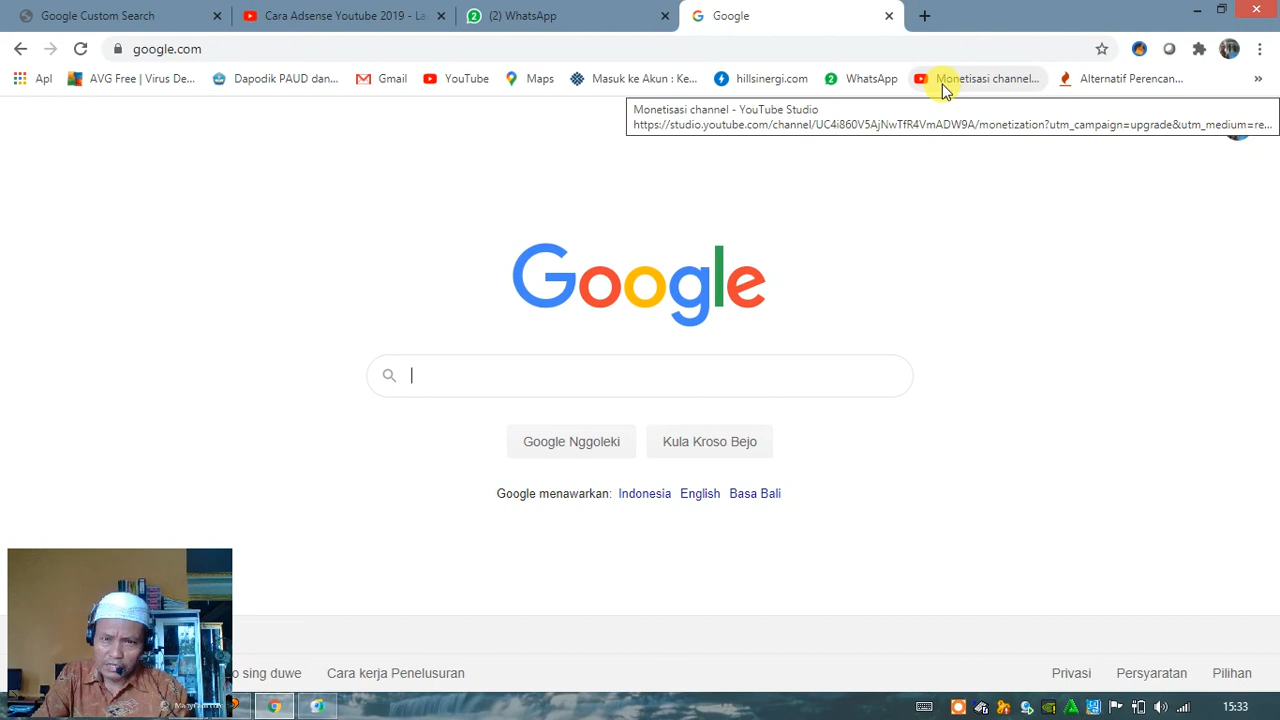 Google Custom Search
Cara Adsense Youtube 2019 - La
(2) WhatsApp
Google
google.com
Apl
AVG Free | Virus De...
Dapodik PAUD dan...
Gmail
YouTube
Maps
Masuk ke Akun : Ke...
hillsinergi.com
2
WhatsApp
Monetisasi channel...
Alternatif Perencan...
»
Monetisasi channel - YouTube Studio
https://studio.youtube.com/channel/UC4i860V5AjNwTfR4VmADW9A/monetization?utm_campaign=upgrade&utm_medium=re...
Google
Google Nggoleki
Kula Kroso Bejo
Google menawarkan: Indonesia English Basa Bali
o sing duwe
Cara kerja Penelusuran
Privasi
Persyaratan
Pilihan
15:33